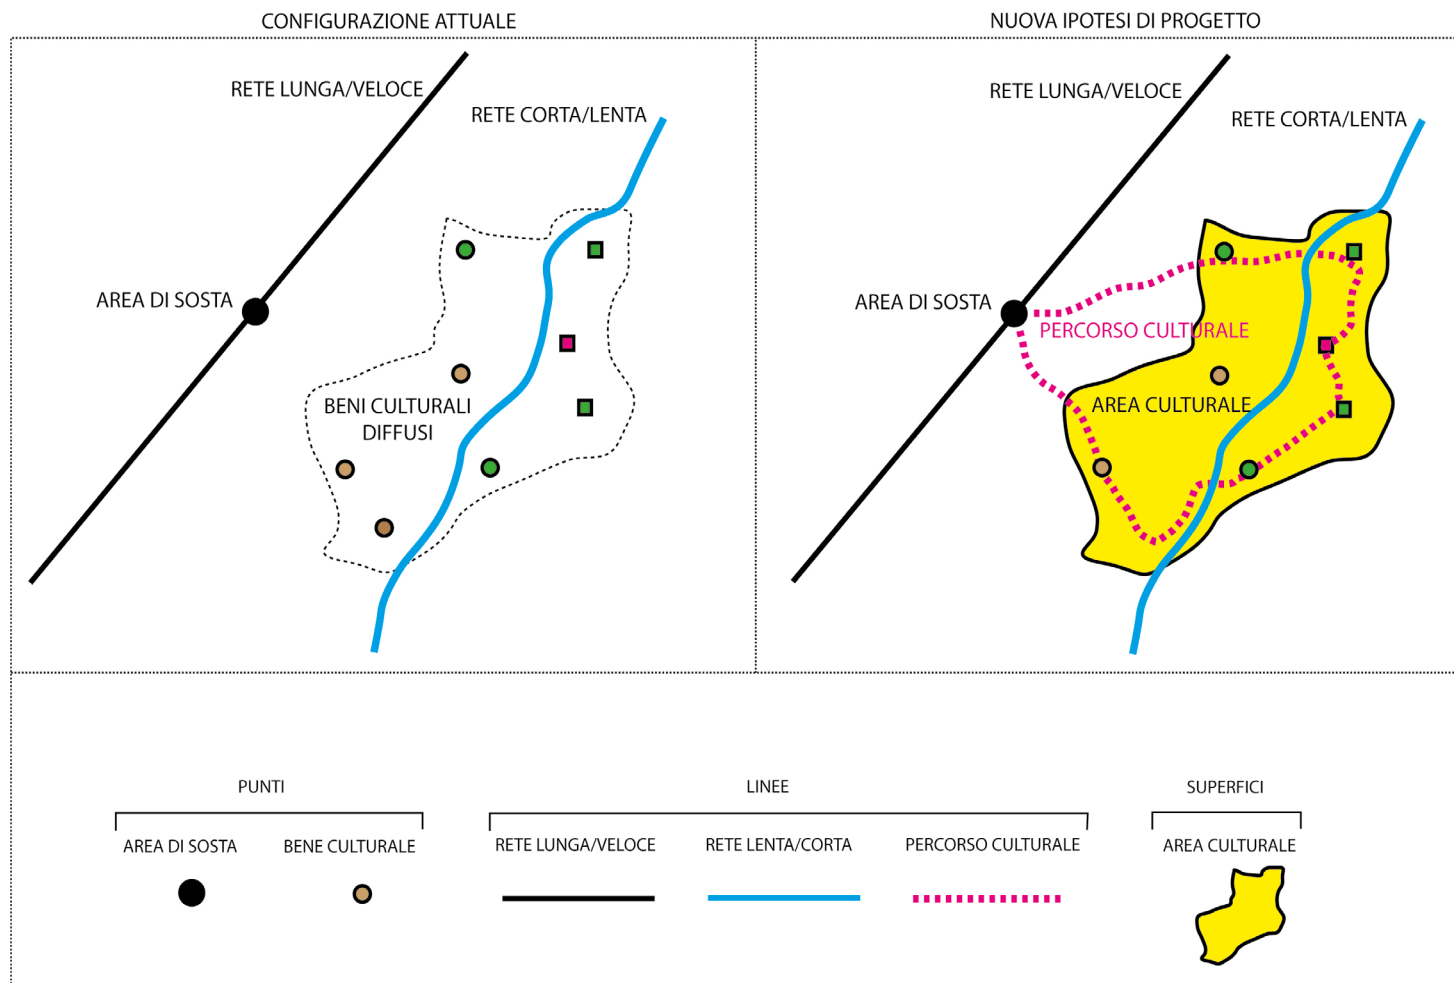 CONFIGURAZIONE ATTUALE
NUOVA IPOTESI DI PROGETTO
RETE LUNGA/VELOCE
RETE CORTA/LENTA
AREA DI SOSTA
BENI CULTURALI
DIFFUSI
RETE LUNGA/VELOCE
RETE CORTA/LENTA
AREA DI SOSTA
PERCORSO CULTURALE
AREA CULTURALE
PUNTI
LINEE
SUPERFICI
AREA DI SOSTA
BENE CULTURALE
RETE LUNGA/VELOCE
RETE LENTA/CORTA
PERCORSO CULTURALE
AREA CULTURALE